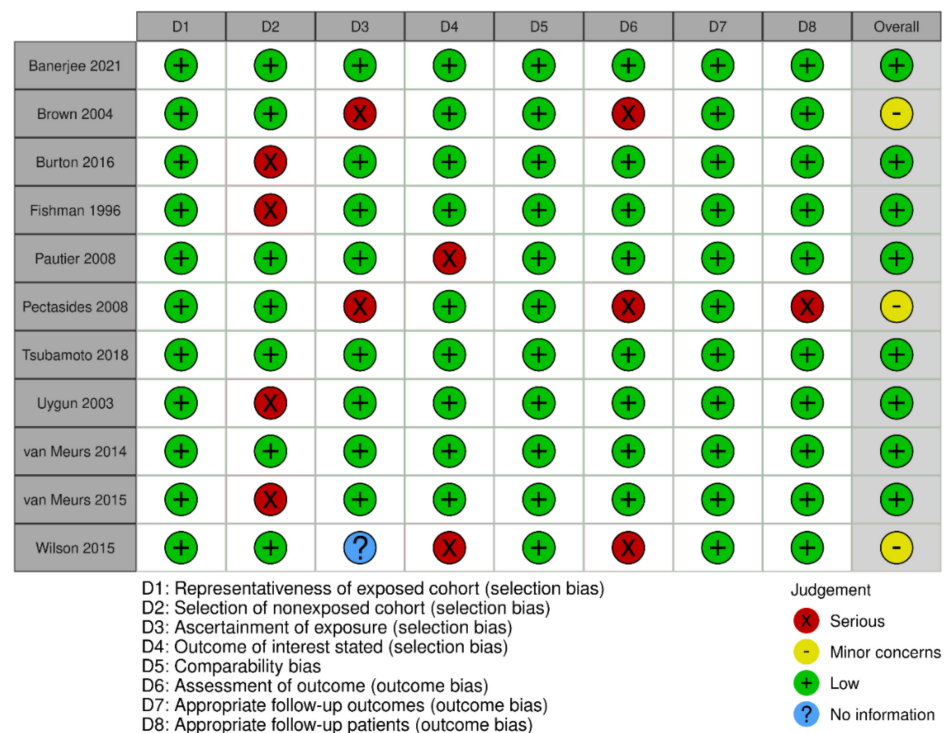 D1 D2 D3 D4 D5 D6 D7 D8 Overall
Banerjee 2021 + + + + + + + + +
Brown 2004 + + X + + X + + -
Burton 2016 + X + + + + + + +
Fishman 1996 + X + + + + + + +
Pautier 2008 + + + X + + + + +
Pectasides 2008 + + X + + X + X -
Tsubamoto 2018 + + + + + + + + +
Uygun 2003 + X + + + + + + +
van Meurs 2014 + + + + + + + + +
van Meurs 2015 + X + + + + + + +
Wilson 2015 + + ? X + X + + -
D1: Representativeness of exposed cohort (selection bias)
D2: Selection of nonexposed cohort (selection bias)
D3: Ascertainment of exposure (selection bias)
D4: Outcome of interest stated (selection bias)
D5: Comparability bias
D6: Assessment of outcome (outcome bias)
D7: Appropriate follow-up outcomes (outcome bias)
D8: Appropriate follow-up patients (outcome bias)
Judgement
X Serious
- Minor concerns
+ Low
? No information